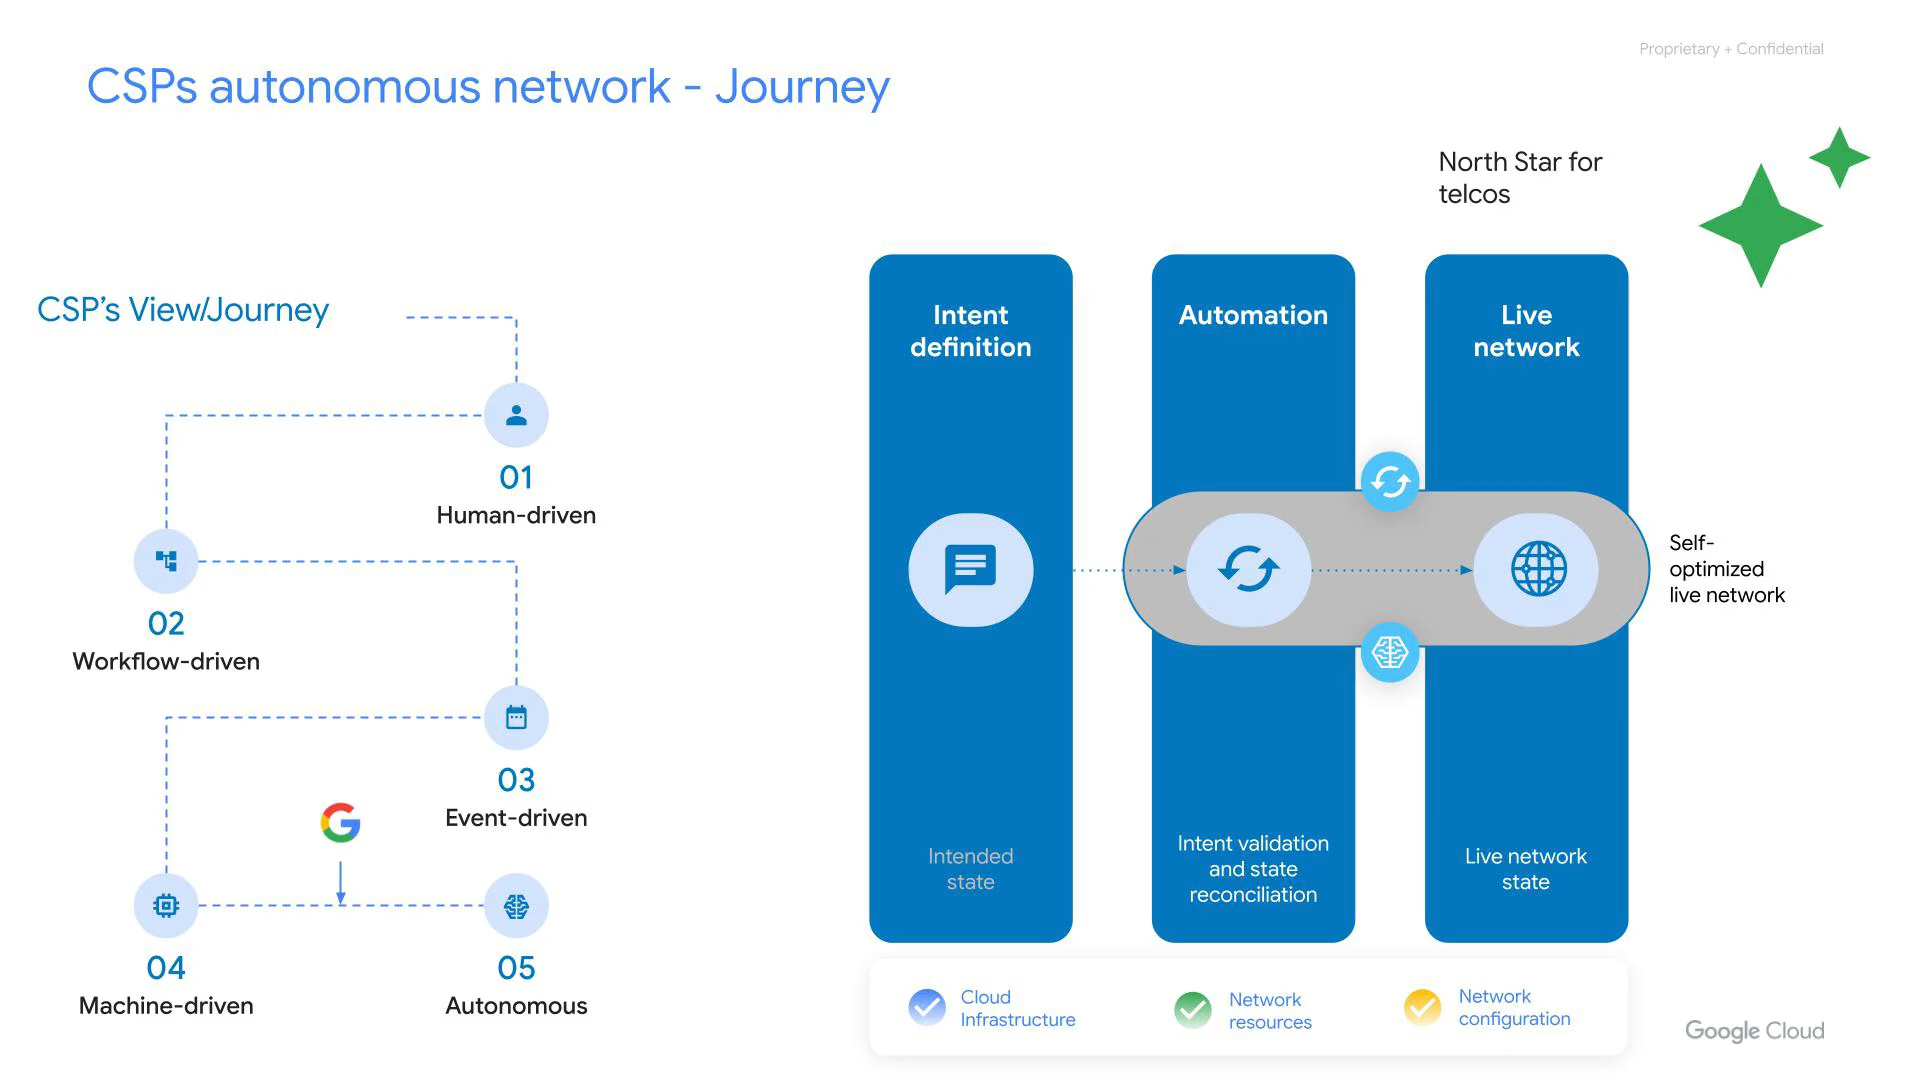 Proprietary + Confidential
CSPs autonomous network - Journey
North Star for
telcos
CSP’s View/Journey
01
Human-driven
02
Workflow-driven
03
Event-driven
04
Machine-driven
05
Autonomous
Intent
definition
Automation
Live
network
Self-
optimized
live network
Intended
state
Intent validation
and state
reconciliation
Live network
state
Cloud
Infrastructure
Network
resources
Network
configuration
Google Cloud